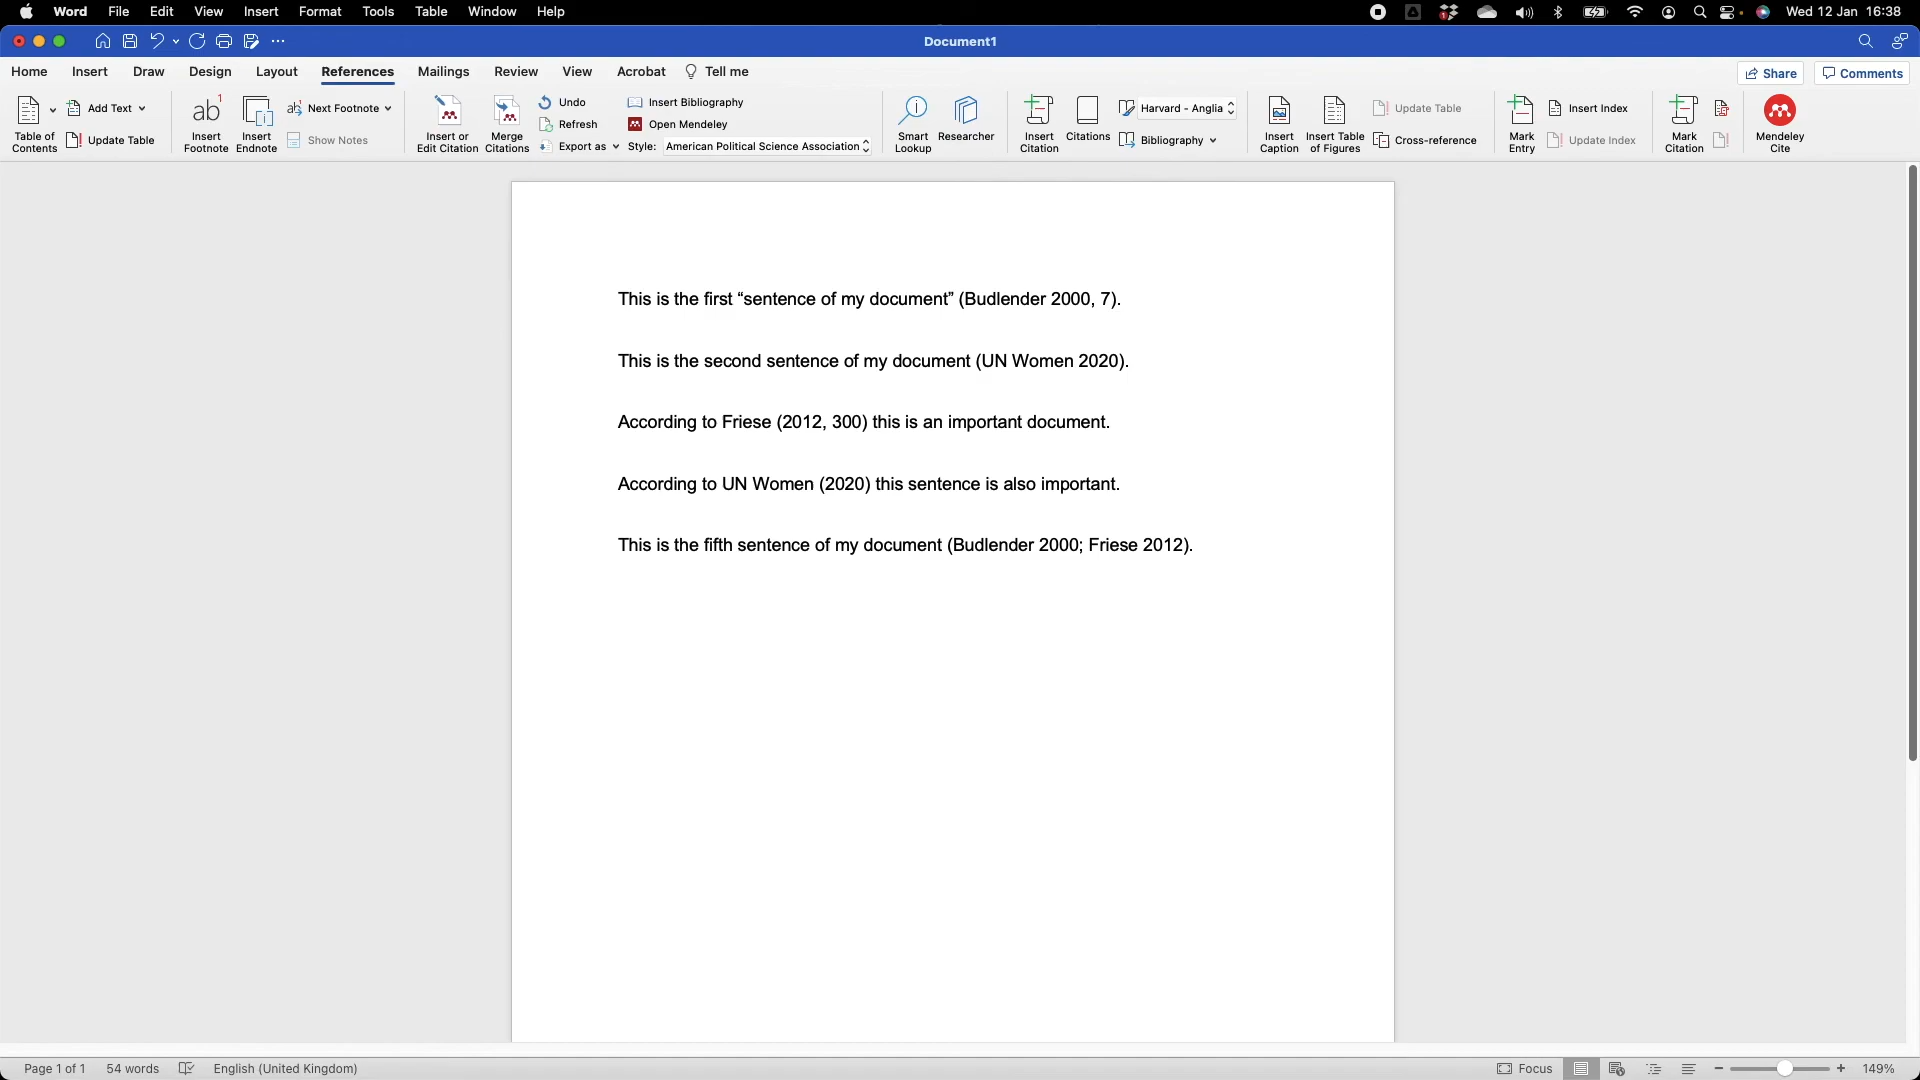 Word File Edit View Insert Format Tools Table Window Help Wed 12 Jan 16:38
Document1
Home Insert Draw Design Layout References Mailings Review View Acrobat Tell me Share Comments
Table of Contents
Add Text
Update Table
ab 1
Insert Footnote
Insert Endnote
ab1 Next Footnote
Show Notes
Insert or Edit Citation
Merge Citations
Undo
Refresh
Export as
Insert Bibliography
Open Mendeley
Style: American Political Science Association
Smart Lookup
Researcher
Insert Citation
Citations
Harvard - Anglia
Bibliography
Insert Caption
Insert Table of Figures
Update Table
Cross-reference
Mark Entry
Insert Index
Update Index
Mark Citation
Mendeley Cite
This is the first “sentence of my document” (Budlender 2000, 7).
This is the second sentence of my document (UN Women 2020).
According to Friese (2012, 300) this is an important document.
According to UN Women (2020) this sentence is also important.
This is the fifth sentence of my document (Budlender 2000; Friese 2012).
Page 1 of 1 54 words English (United Kingdom) Focus 149%